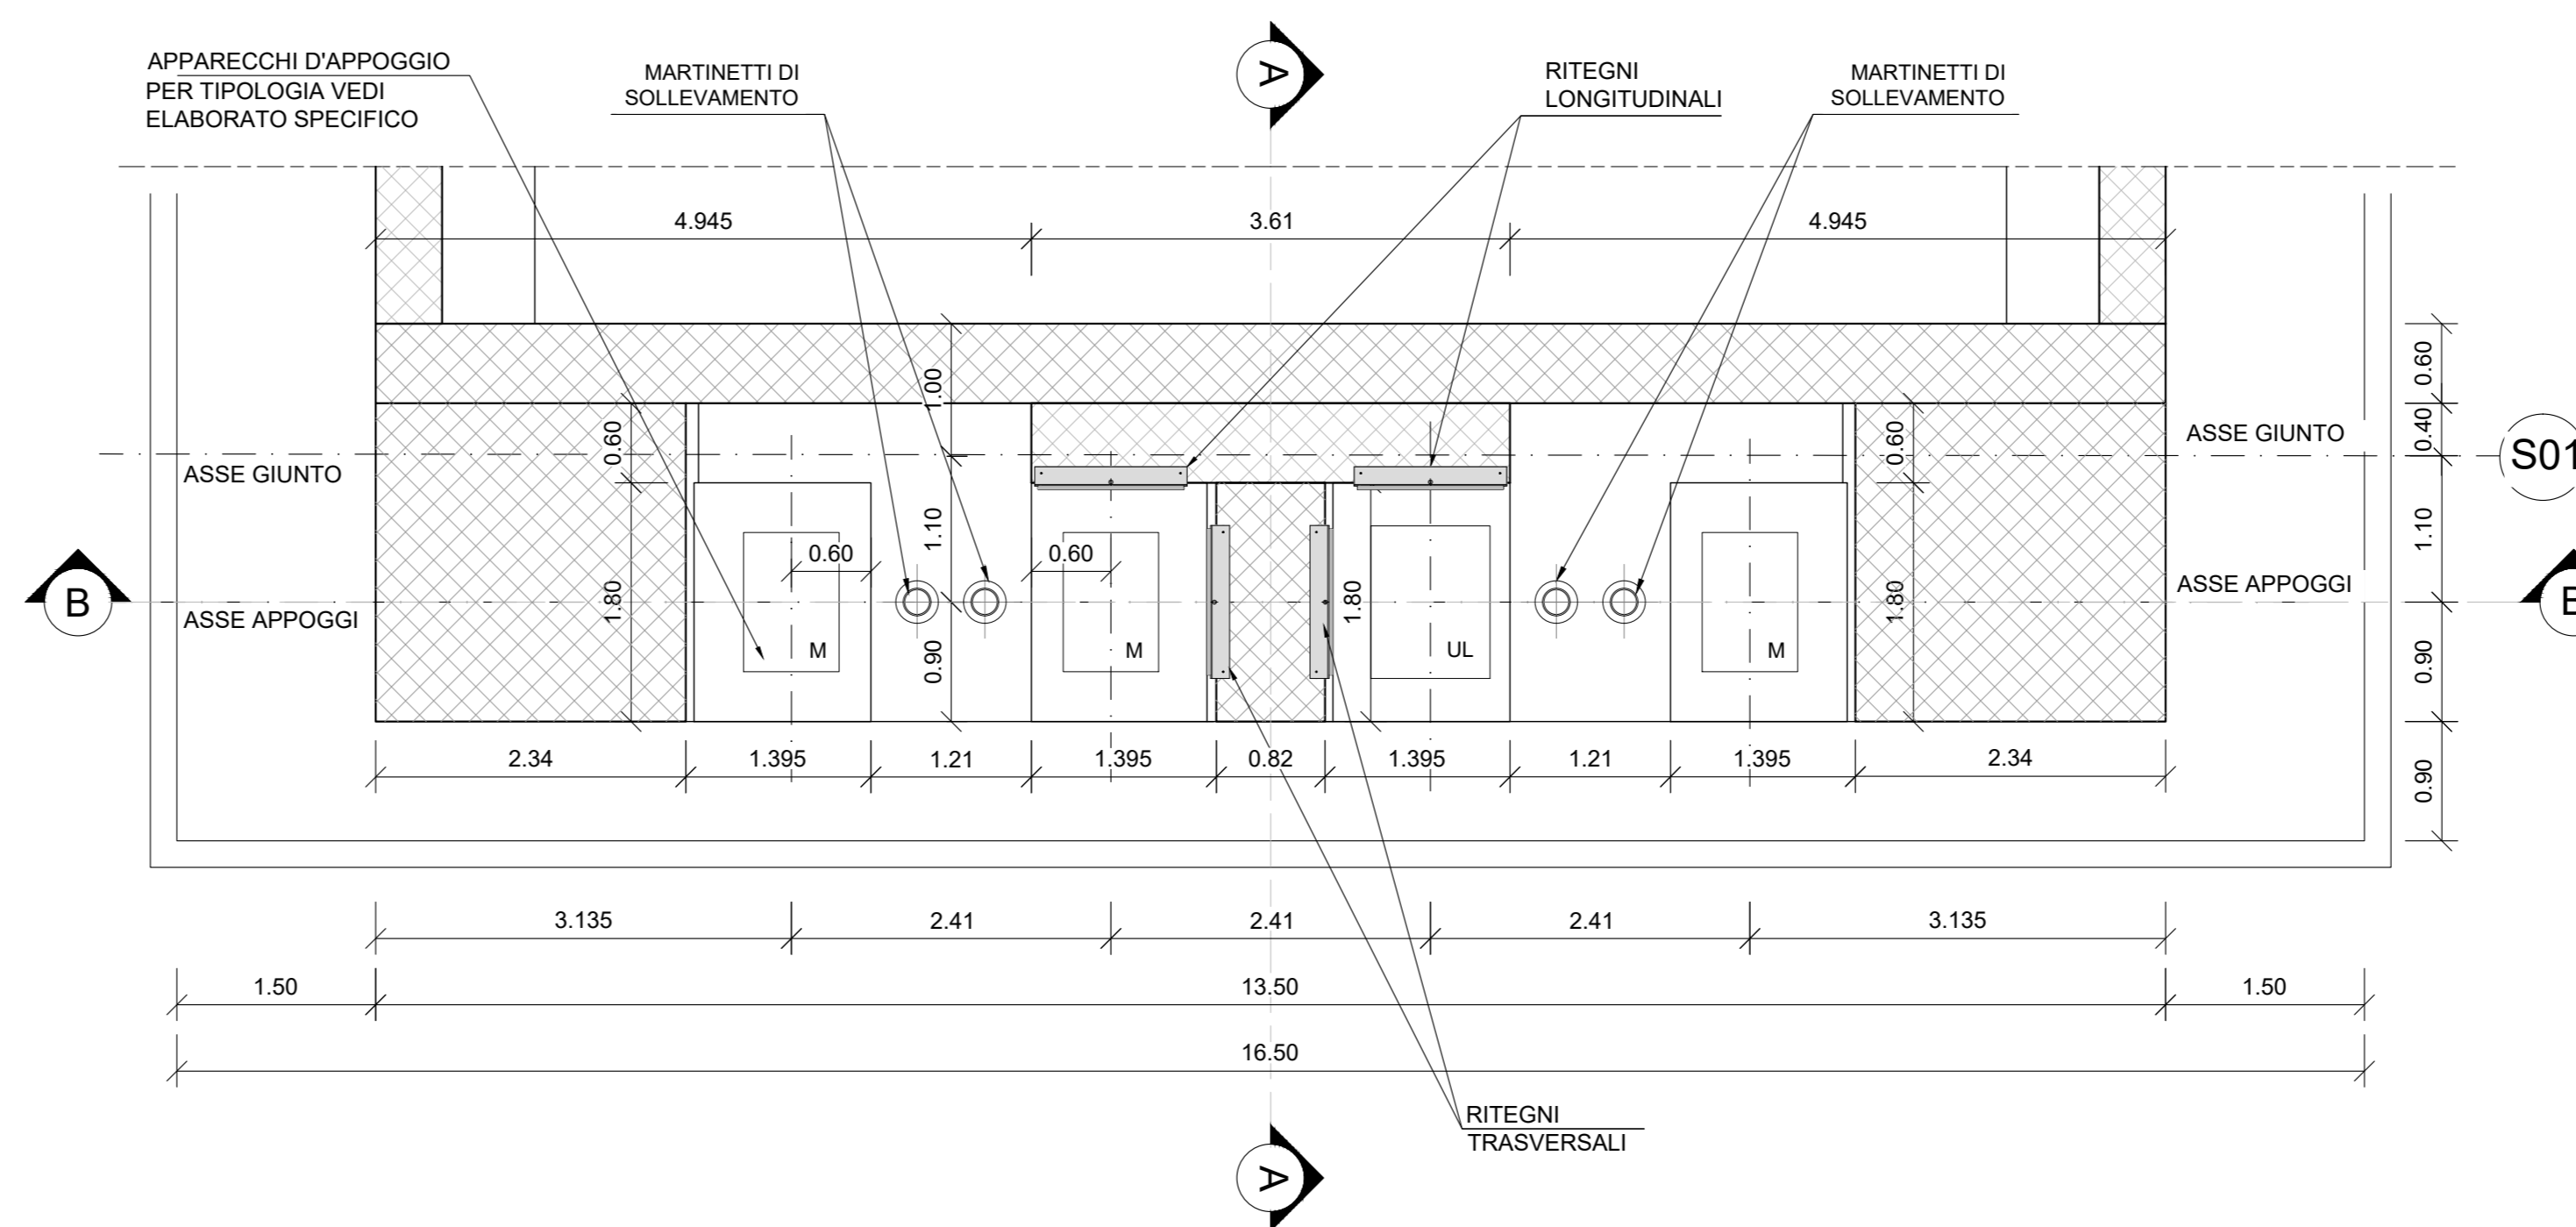 APPARECCHI D'APPOGGIO
PER TIPOLOGIA VEDI
ELABORATO SPECIFICO
MARTINETTI DI
SOLLEVAMENTO
A
RITEGNI
LONGITUDINALI
MARTINETTI DI
SOLLEVAMENTO
4.945
3.61
4.945
1.00
0.60
0.60
0.60
0.40
1.10
0.90
0.90
ASSE GIUNTO
ASSE GIUNTO
S01
1.10
0.60
0.60
B
ASSE APPOGGI
ASSE APPOGGI
1.80
0.90
1.80
1.80
M
M
UL
M
2.34
1.395
1.21
1.395
0.82
1.395
1.21
1.395
2.34
3.135
2.41
2.41
2.41
3.135
1.50
13.50
1.50
16.50
RITEGNI
TRASVERSALI
A